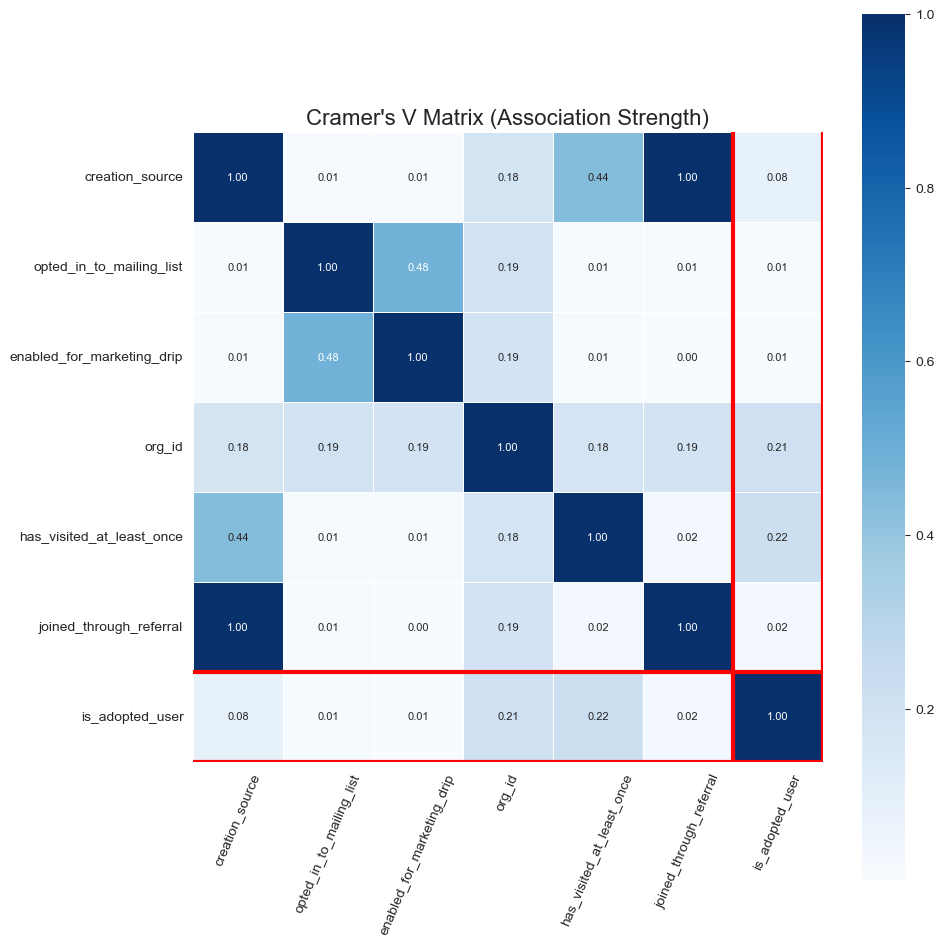 Cramer's V Matrix (Association Strength)
creation_source 1.00 0.01 0.01 0.18 0.44 1.00 0.08
opted_in_to_mailing_list 0.01 1.00 0.48 0.19 0.01 0.01 0.01
enabled_for_marketing_drip 0.01 0.48 1.00 0.19 0.01 0.00 0.01
org_id 0.18 0.19 0.19 1.00 0.18 0.19 0.21
has_visited_at_least_once 0.44 0.01 0.01 0.18 1.00 0.02 0.22
joined_through_referral 1.00 0.01 0.00 0.19 0.02 1.00 0.02
is_adopted_user 0.08 0.01 0.01 0.21 0.22 0.02 1.00
creation_source
opted_in_to_mailing_list
enabled_for_marketing_drip
org_id
has_visited_at_least_once
joined_through_referral
is_adopted_user
1.0
0.8
0.6
0.4
0.2